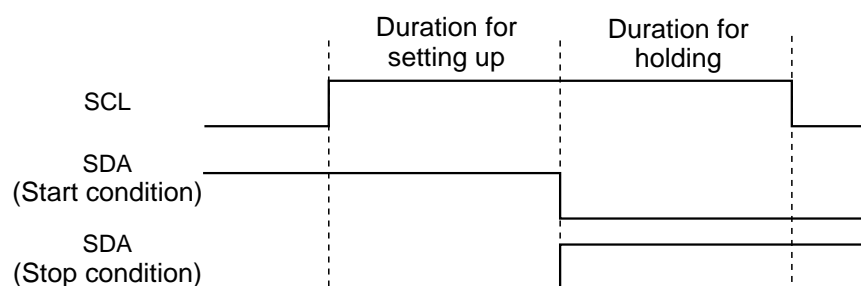 Duration for
setting up
Duration for
holding
SCL
SDA
(Start condition)
SDA
(Stop condition)